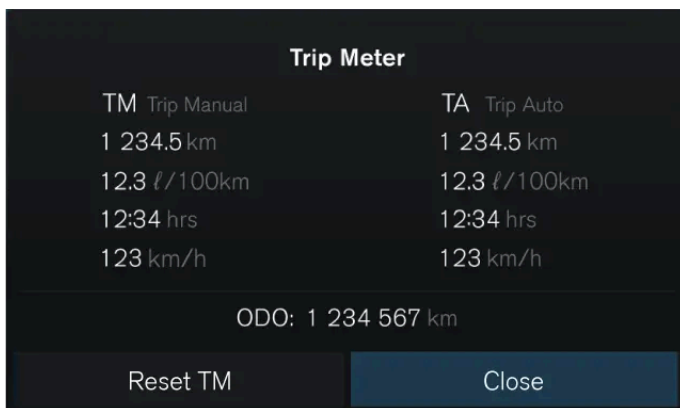 Trip Meter
TM Trip Manual
1 234.5 km
12.3 ℓ/100km
12:34 hrs
123 km/h
TA Trip Auto
1 234.5 km
12.3 ℓ/100km
12:34 hrs
123 km/h
ODO: 1 234 567 km
Reset TM
Close